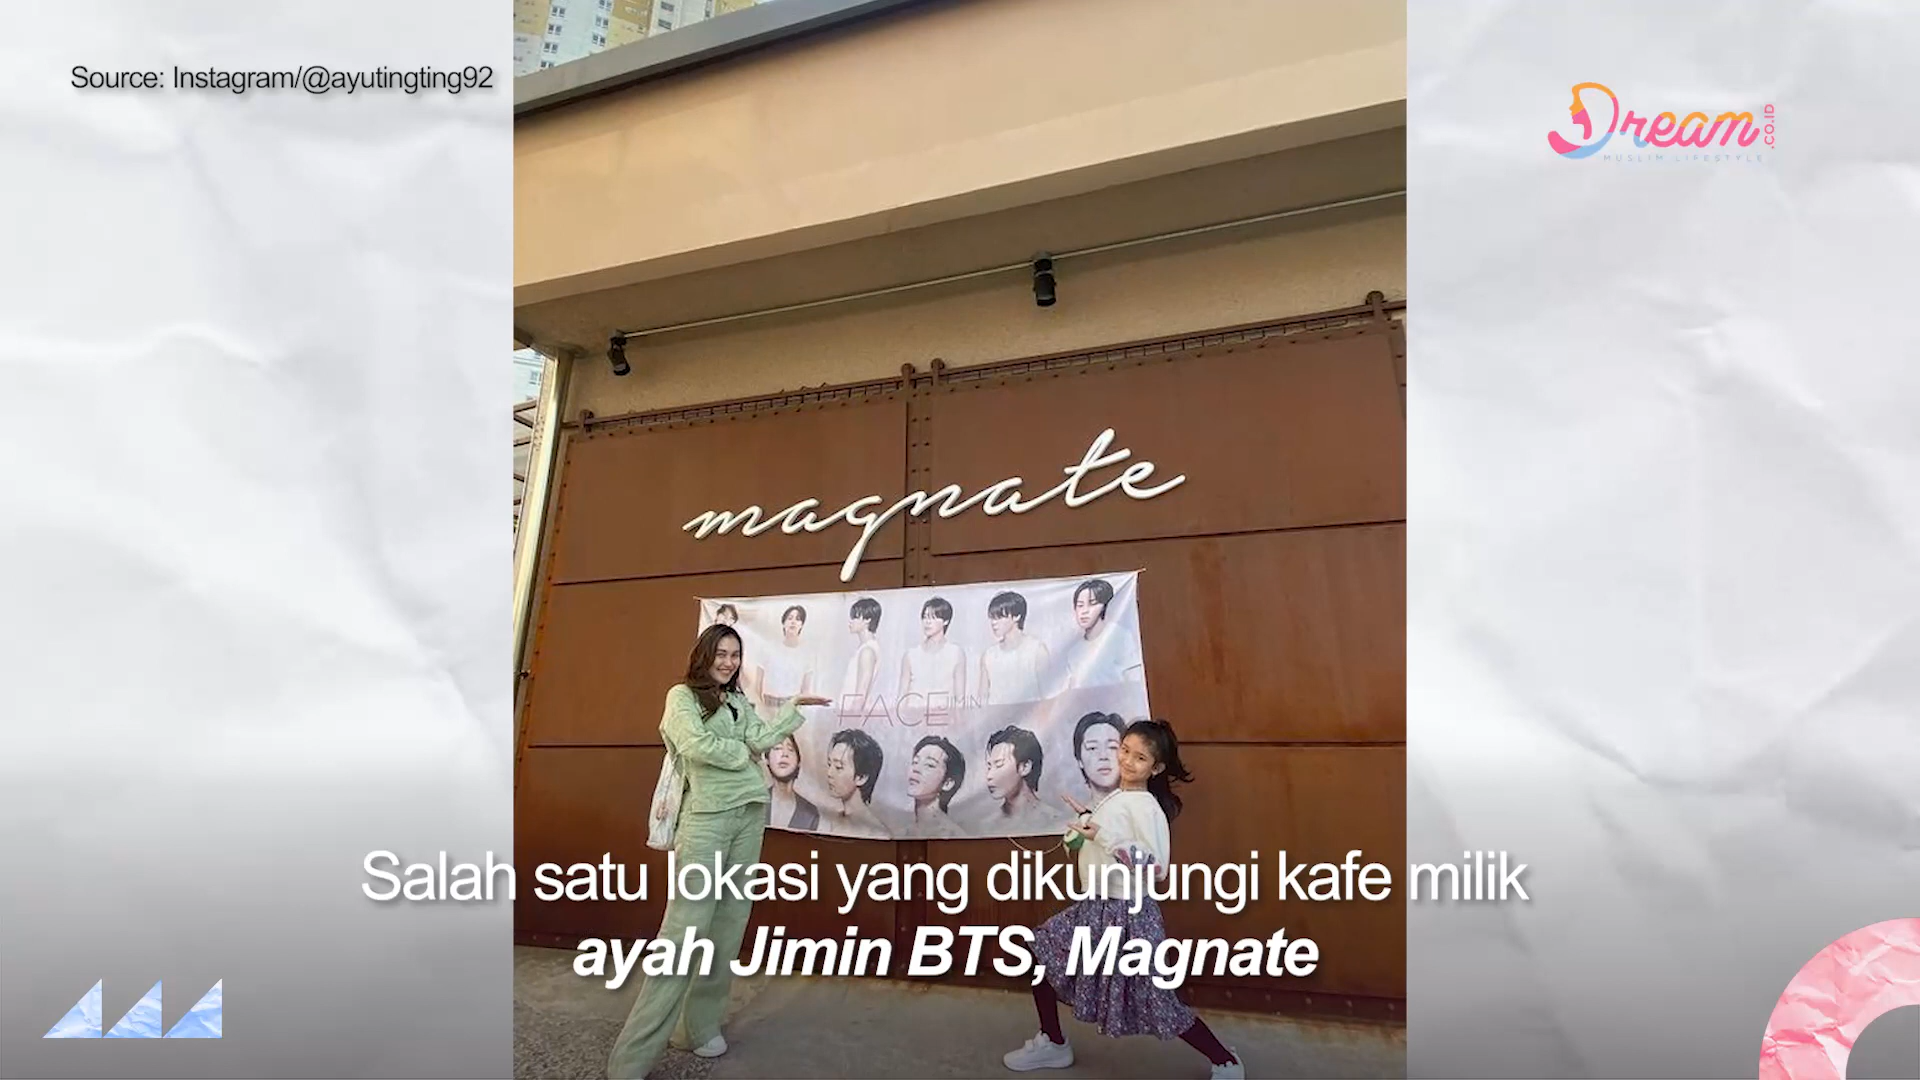 Source: Instagram/@ayutingting92
Dream
.CO.ID
MUSLIM LIFESTYLE
magnate
FACE
JIMIN
Salah satu lokasi yang dikunjungi kafe milik
ayah Jimin BTS, Magnate